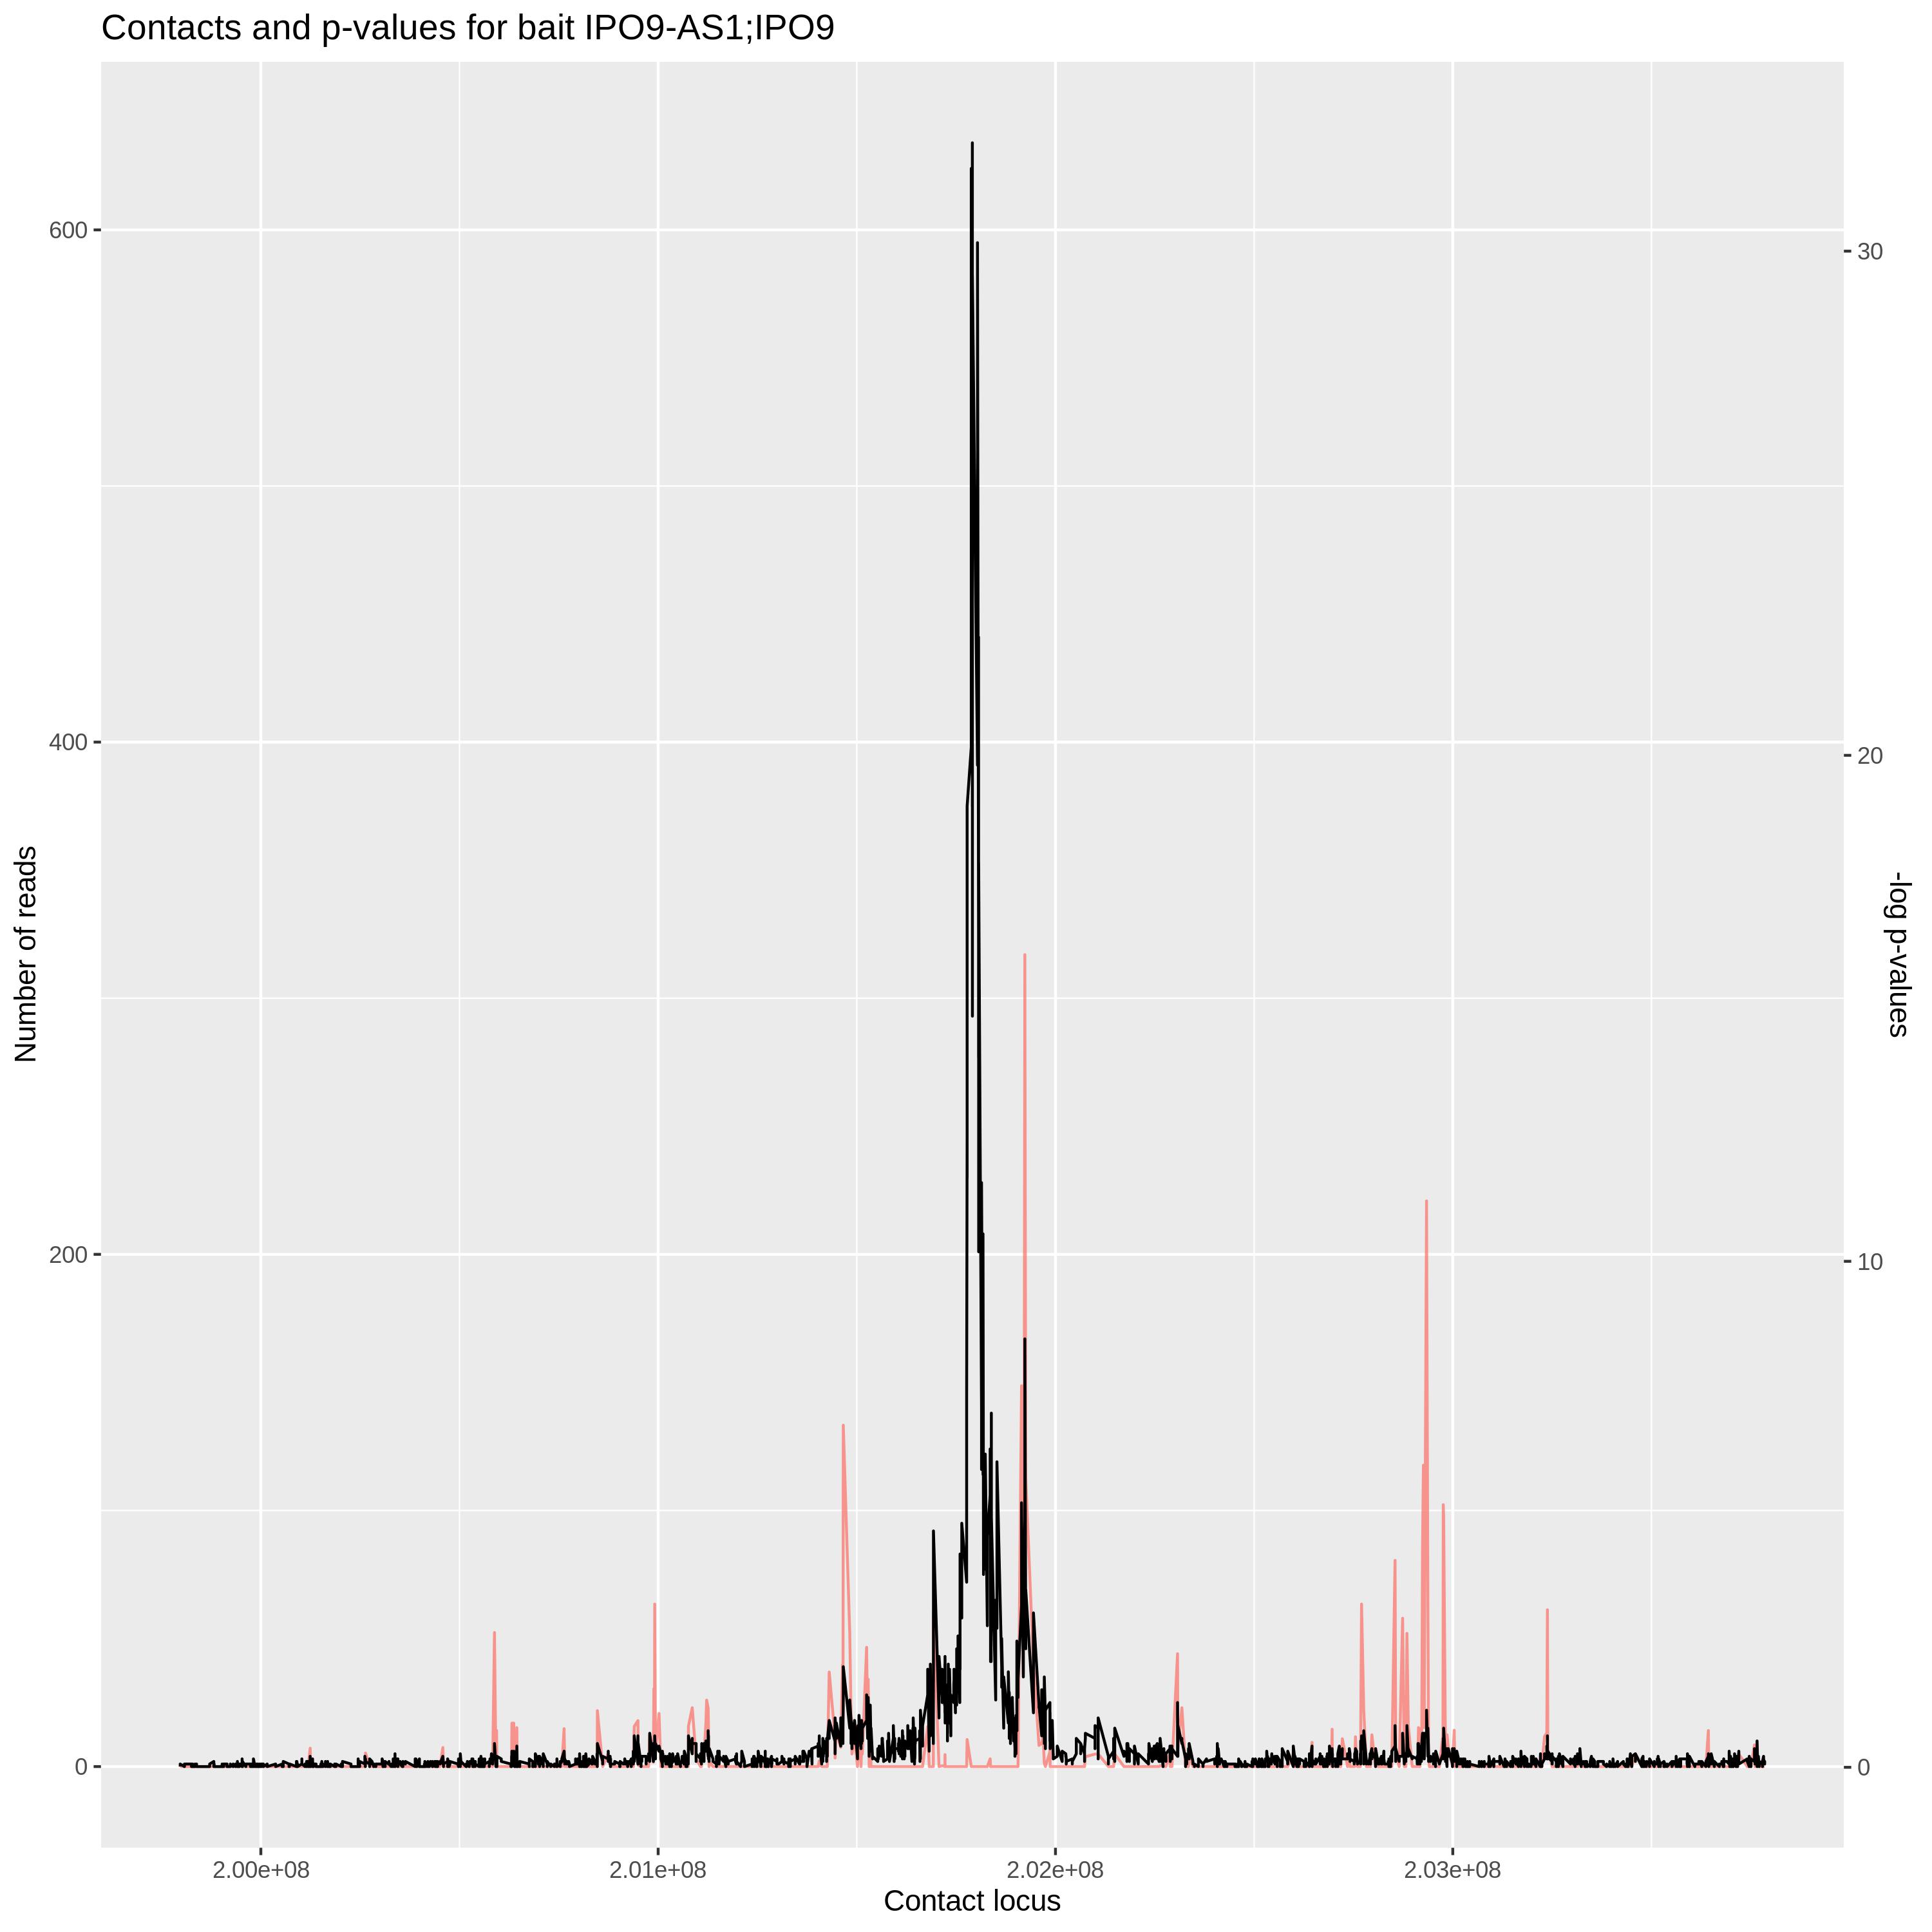 Contacts and p-values for bait IPO9-AS1;IPO9
600
400
200
0
30
20
10
0
Number of reads
-log p-values
2.00e+08
2.01e+08
2.02e+08
2.03e+08
Contact locus